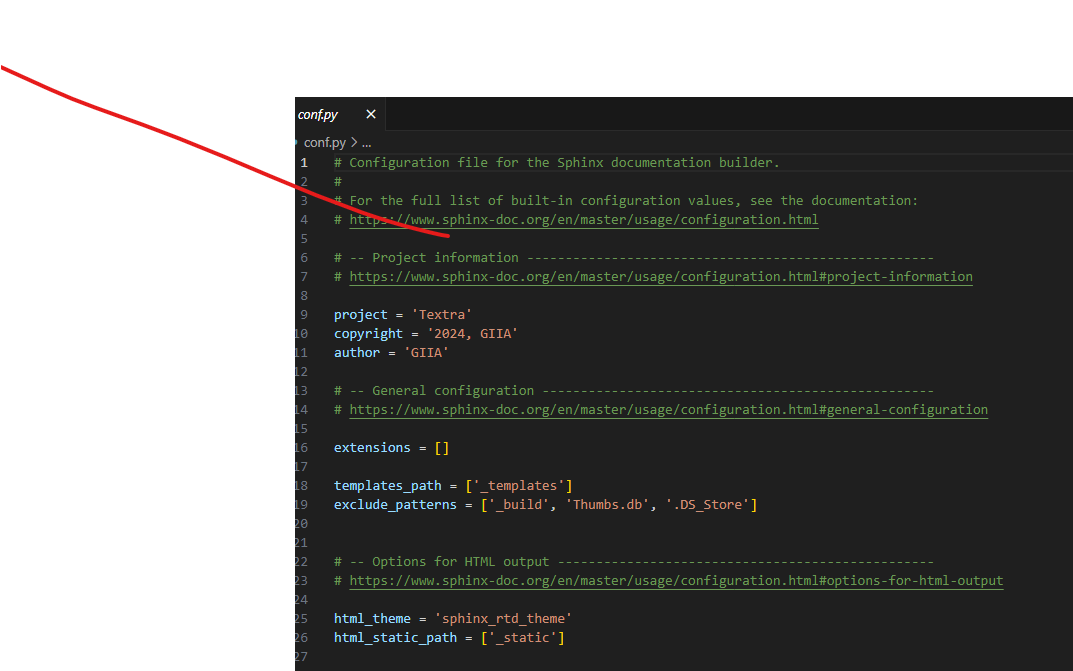 conf.py ✕
conf.py > ...
1 # Configuration file for the Sphinx documentation builder.
2 #
3 # For the full list of built-in configuration values, see the documentation:
4 # https://www.sphinx-doc.org/en/master/usage/configuration.html
5
6 # -- Project information -----------------------------------------------------
7 # https://www.sphinx-doc.org/en/master/usage/configuration.html#project-information
8
9 project = 'Textra'
10 copyright = '2024, GIIA'
11 author = 'GIIA'
12
13 # -- General configuration ---------------------------------------------------
14 # https://www.sphinx-doc.org/en/master/usage/configuration.html#general-configuration
15
16 extensions = []
17
18 templates_path = ['_templates']
19 exclude_patterns = ['_build', 'Thumbs.db', '.DS_Store']
20
21
22 # -- Options for HTML output -------------------------------------------------
23 # https://www.sphinx-doc.org/en/master/usage/configuration.html#options-for-html-output
24
25 html_theme = 'sphinx_rtd_theme'
26 html_static_path = ['_static']
27